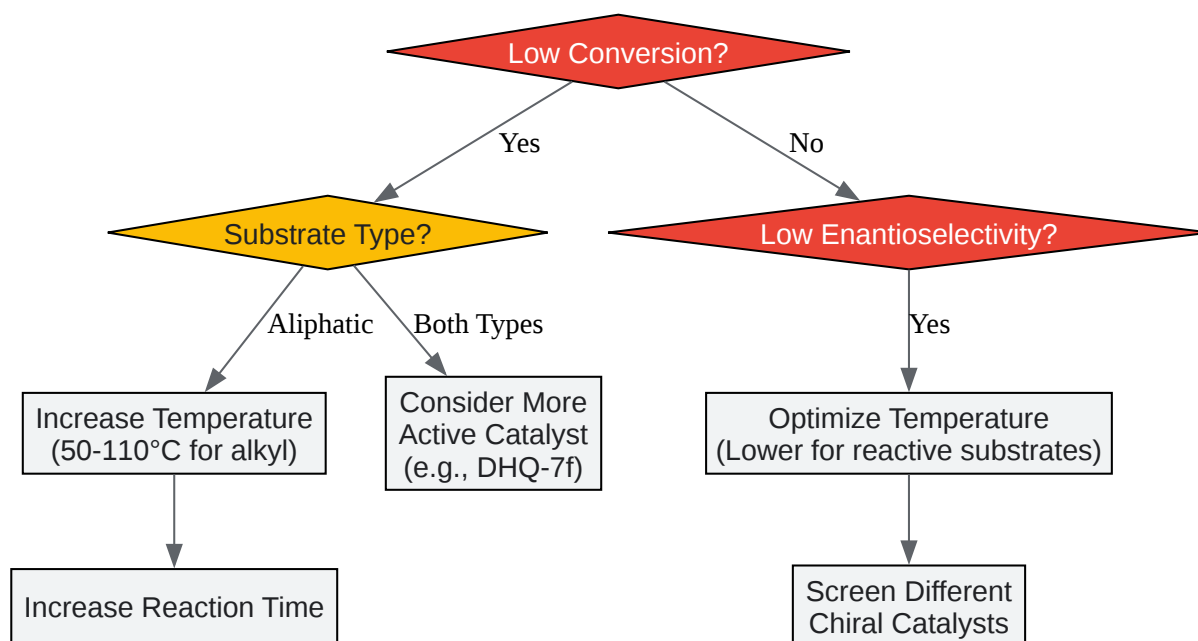 Low Conversion?
Yes
No
Substrate Type?
Low Enantioselectivity?
Aliphatic
Both Types
Yes
Increase Temperature
(50-110°C for alkyl)
Consider More
Active Catalyst
(e.g., DHQ-7f)
Optimize Temperature
(Lower for reactive substrates)
Increase Reaction Time
Screen Different
Chiral Catalysts